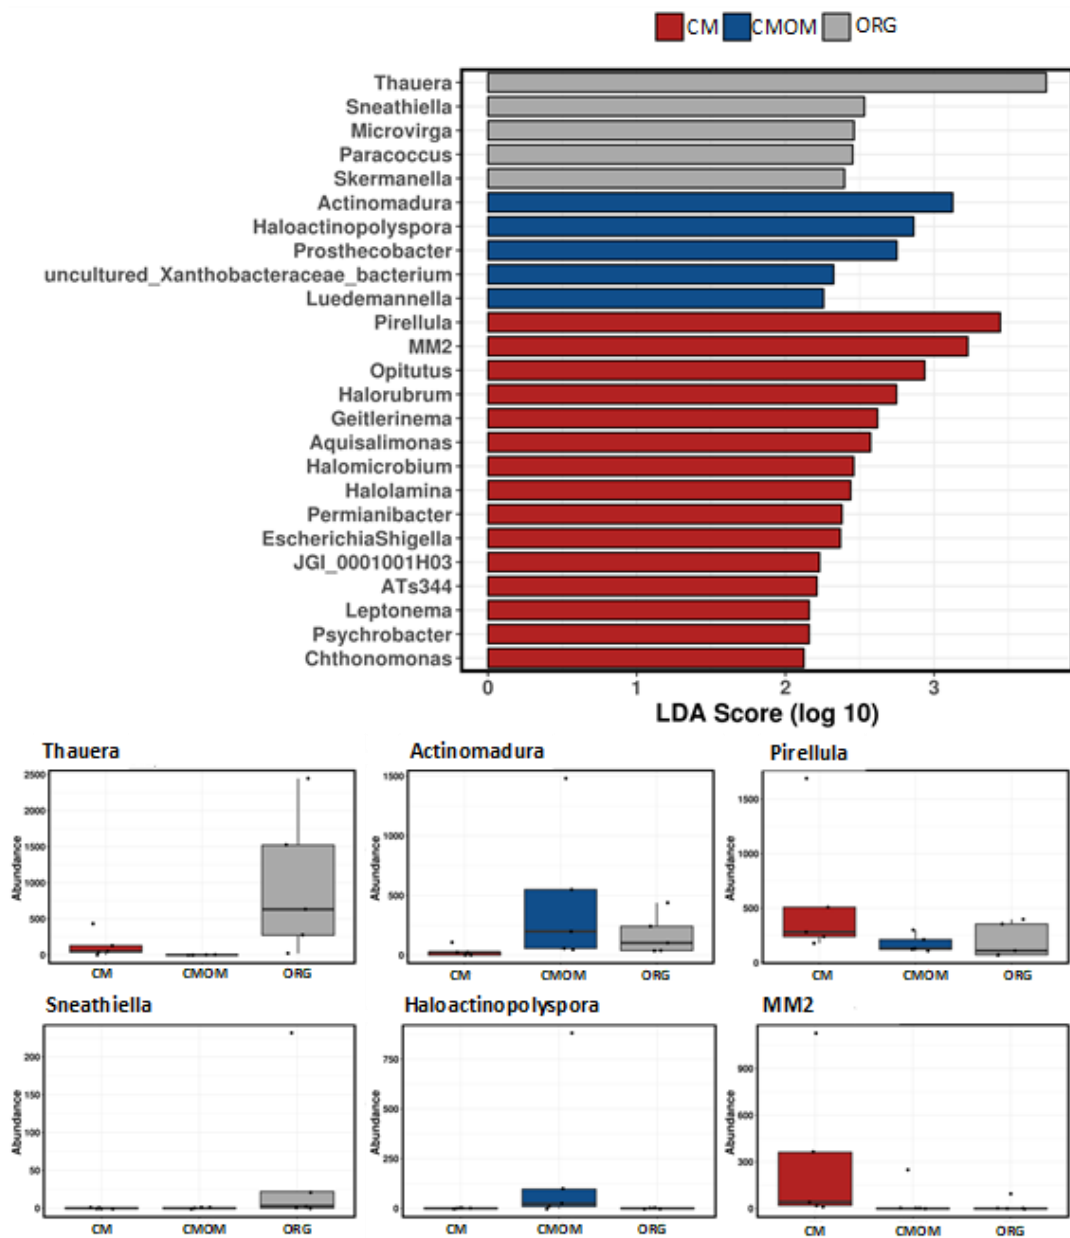 CM CMOM ORG
Thauera
Sneathiella
Microvirga
Paracoccus
Skermanella
Actinomadura
Haloactinopolyspora
Prosthecobacter
uncultured_Xanthobacteraceae_bacterium
Luedemannella
Pirellula
MM2
Opitutus
Halorubrum
Geitlerinema
Aquisalimonas
Halomicrobium
Halolamina
Permianibacter
EscherichiaShigella
JGI_0001001H03
ATs344
Leptonema
Psychrobacter
Chthonomonas
0 1 2 3
LDA Score (log 10)
Thauera
2500
2000
1500
1000
500
0
Abundance
CM CMOM ORG
Actinomadura
1500
1000
500
0
Abundance
CM CMOM ORG
Pirellula
1500
1000
500
0
Abundance
CM CMOM ORG
Sneathiella
200
150
100
50
0
Abundance
CM CMOM ORG
Haloactinopolyspora
750
500
250
0
Abundance
CM CMOM ORG
MM2
900
600
300
0
Abundance
CM CMOM ORG